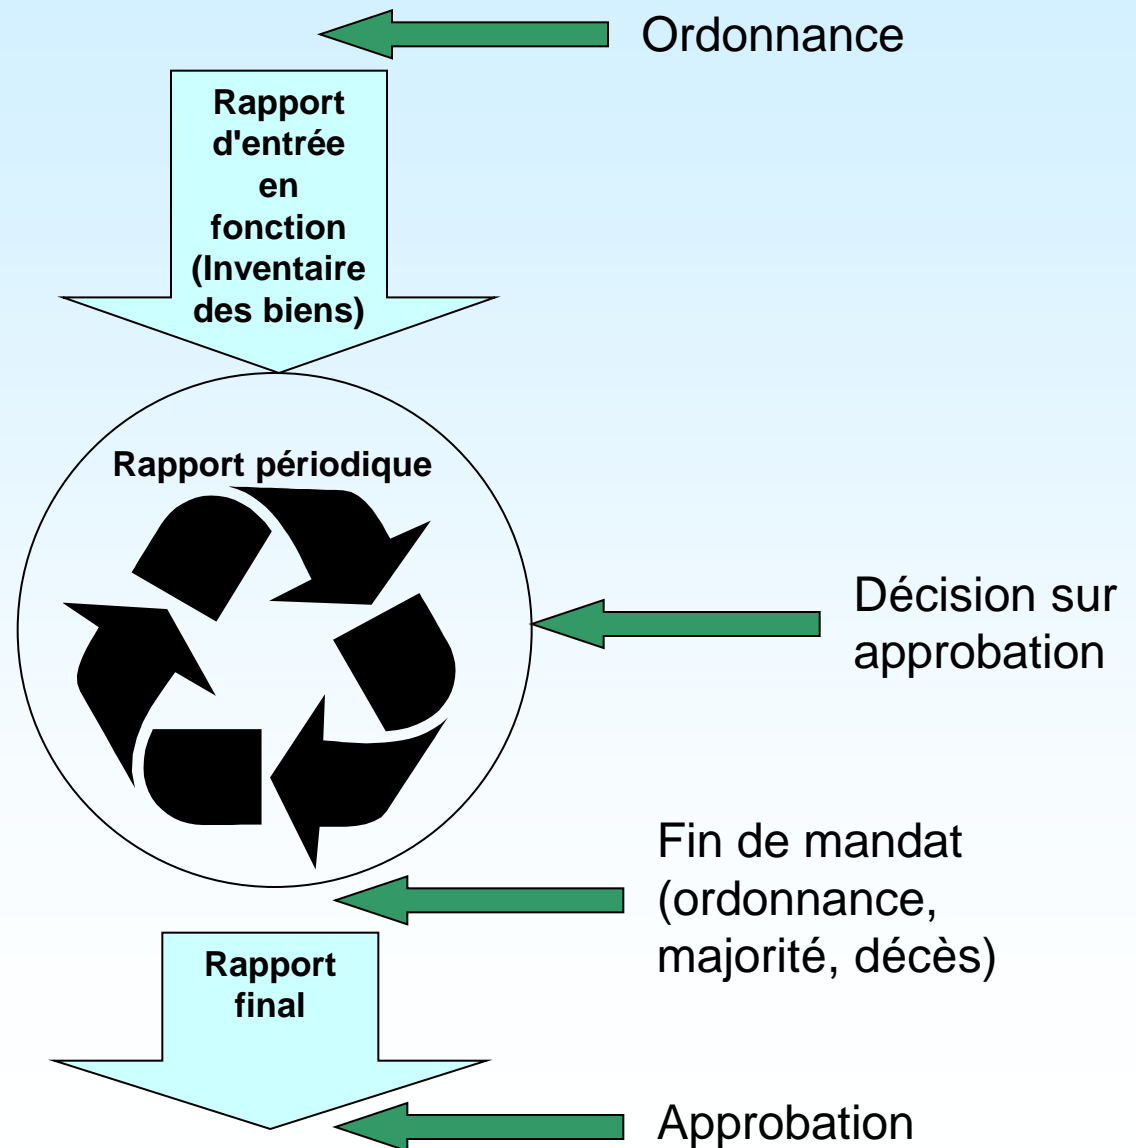 Ordonnance
Rapport
d'entrée
en
fonction
(Inventaire
des biens)
Rapport périodique
Décision sur
approbation
Fin de mandat
(ordonnance,
majorité, décès)
Rapport
final
Approbation